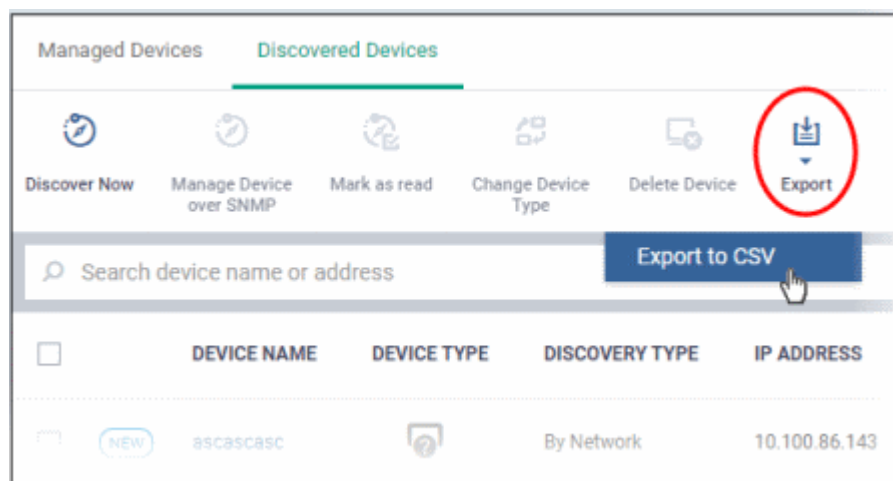 Managed Devices Discovered Devices
Discover Now Manage Device over SNMP Mark as read Change Device Type Delete Device Export
Search device name or address Export to CSV
DEVICE NAME DEVICE TYPE DISCOVERY TYPE IP ADDRESS
NEW ascascasc By Network 10.100.86.143